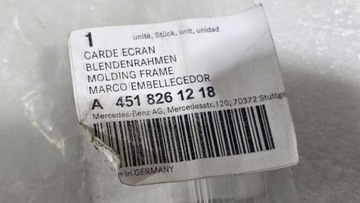 1 unité, Stück, unit, unidad
CARDE ECRAN
BLENDENRAHMEN
MOLDING FRAME
MARCO EMBELLECEDOR
A 451 826 12 18
Mercedes-Benz AG, Mercedesstr.120, 70372 Stuttga
in GERMANY